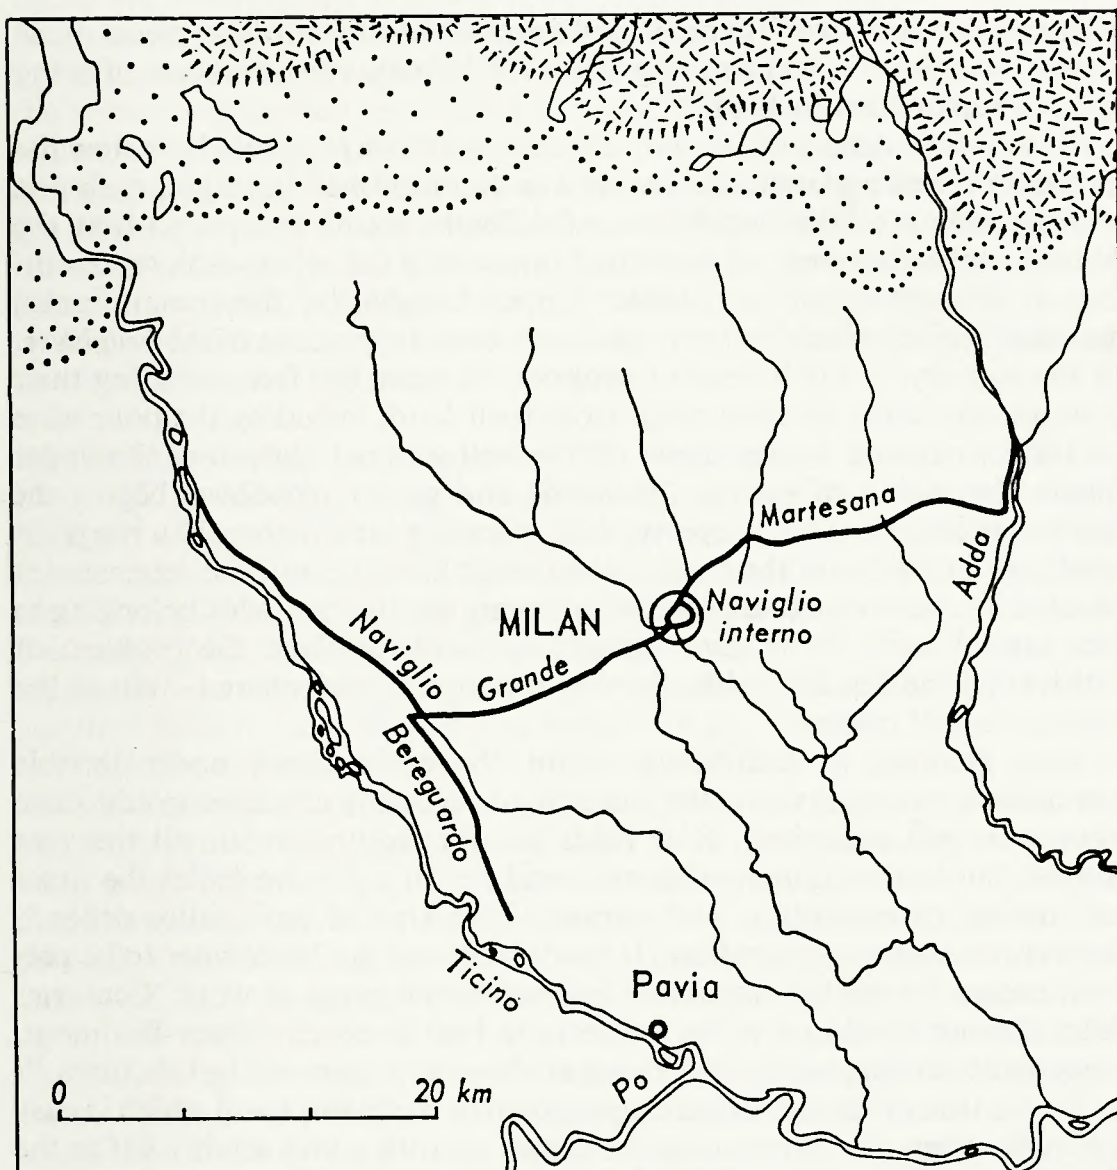 Martesana
Adda
MILAN
Naviglio
interno
Naviglio
Grande
Bereguardo
Ticino
Pavia
Po
0
20 km